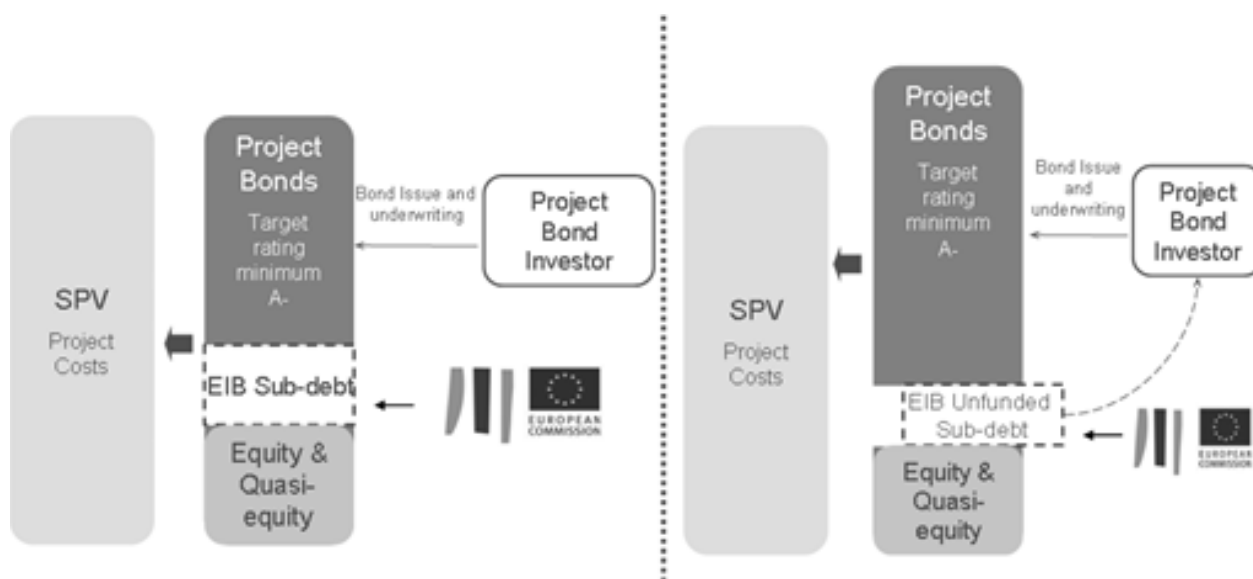 SPV
Project
Costs
Project
Bonds
Target
rating
minimum
A-
EIB Sub-debt
Equity &
Quasi-
equity
Bond Issue and
underwriting
Project
Bond
Investor
EUROPEAN
COMMISSION
SPV
Project
Costs
Project
Bonds
Target
rating
minimum
A-
EIB Unfunded
Sub-debt
Equity &
Quasi-
equity
Bond Issue
and
underwriting
Project
Bond
Investor
EUROPEAN
COMMISSION